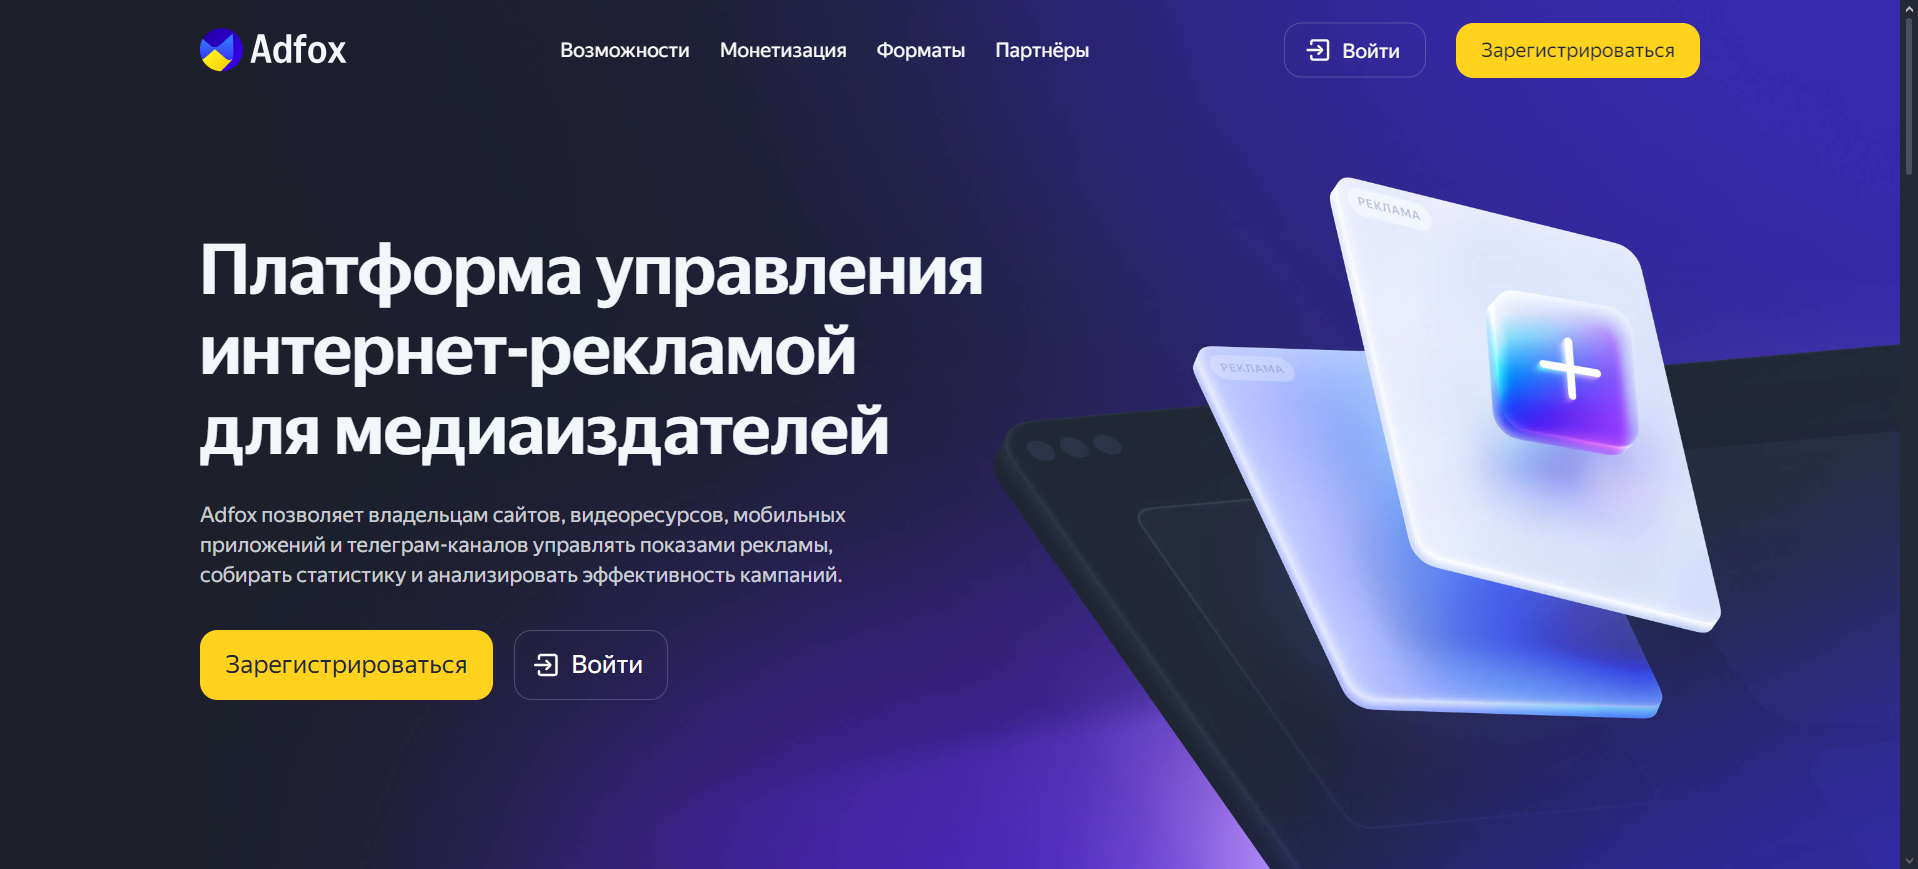 Adfox
Возможности
Монетизация
Форматы
Партнёры
Войти
Зарегистрироваться
Платформа управления
интернет-рекламой
для медиаиздателей
Adfox позволяет владельцам сайтов, видеоресурсов, мобильных
приложений и телеграм-каналов управлять показами рекламы,
собирать статистику и анализировать эффективность кампаний.
Зарегистрироваться
Войти
РЕКЛАМА
РЕКЛАМА